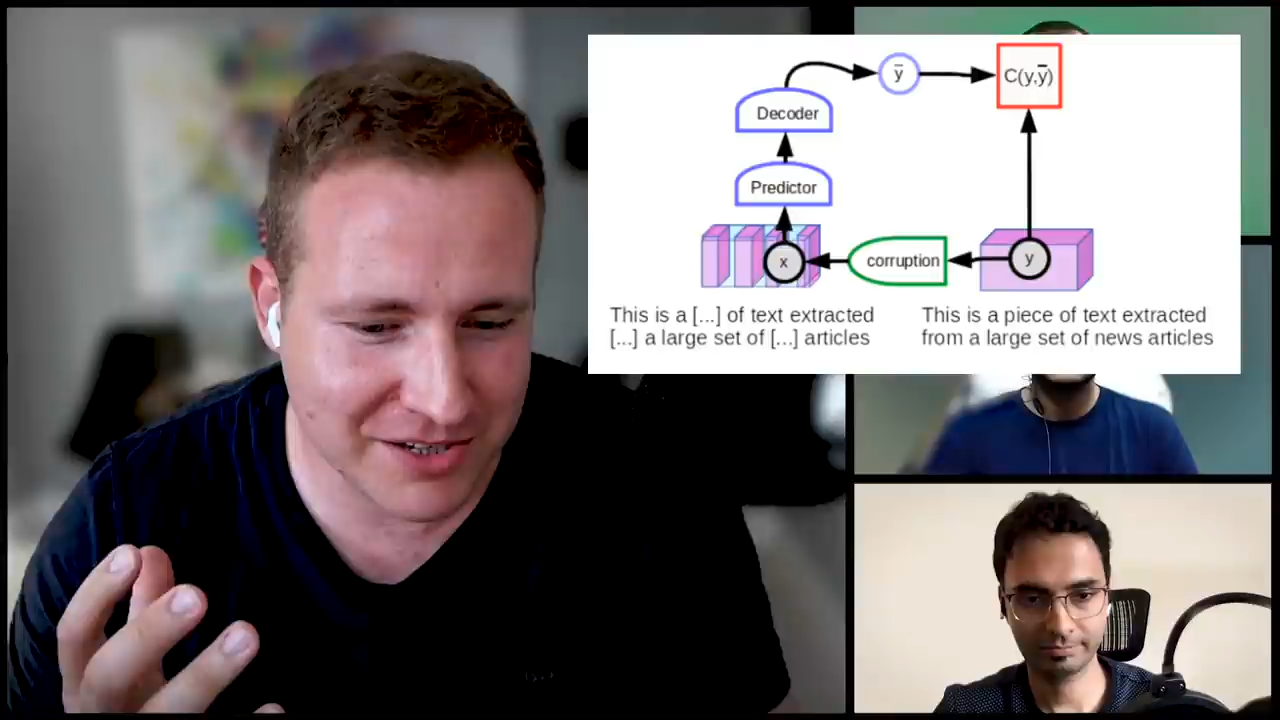 ȳ
C(y,ȳ)
Decoder
Predictor
x
corruption
y
This is a [...] of text extracted
[...] a large set of [...] articles
This is a piece of text extracted
from a large set of news articles